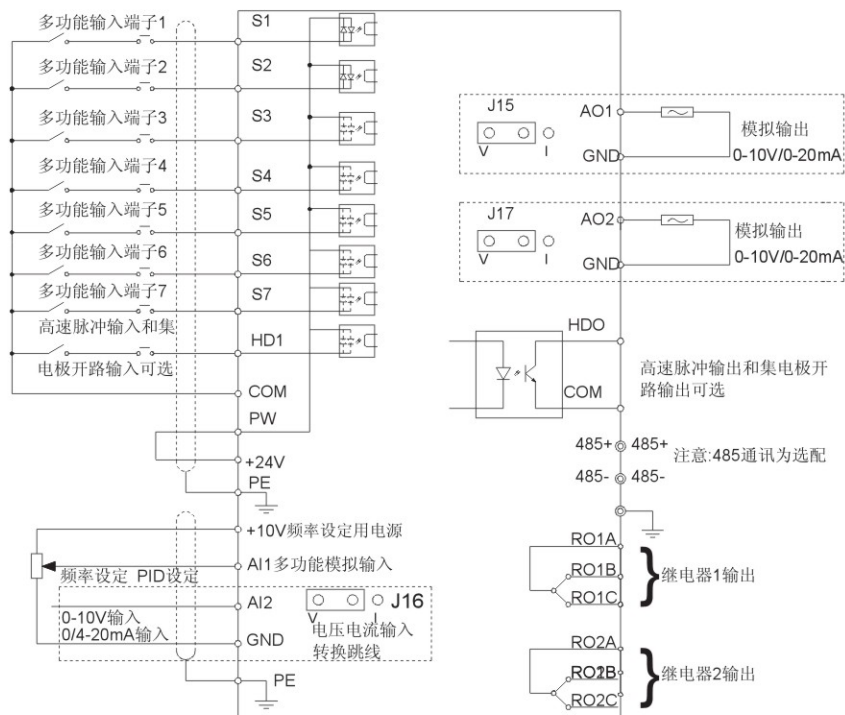 多功能输入端子1
S1
多功能输入端子2
S2
多功能输入端子3
S3
多功能输入端子4
S4
多功能输入端子5
S5
多功能输入端子6
S6
多功能输入端子7
S7
高速脉冲输入和集
HD1
电极开路输入可选
COM
PW
+24V
PE
+10V频率设定用电源
AI1多功能模拟输入
频率设定 PID设定
AI2
J16
V
I
0-10V输入
0/4-20mA输入
GND
电压电流输入
转换跳线
PE
J15
V
I
AO1
GND
模拟输出
0-10V/0-20mA
J17
V
I
AO2
GND
模拟输出
0-10V/0-20mA
HDO
COM
高速脉冲输出和集电极开
路输出可选
485+
485+
485-
485-
注意:485通讯为选配
RO1A
RO1B
RO1C
继电器1输出
RO2A
RO2C
继电器2输出